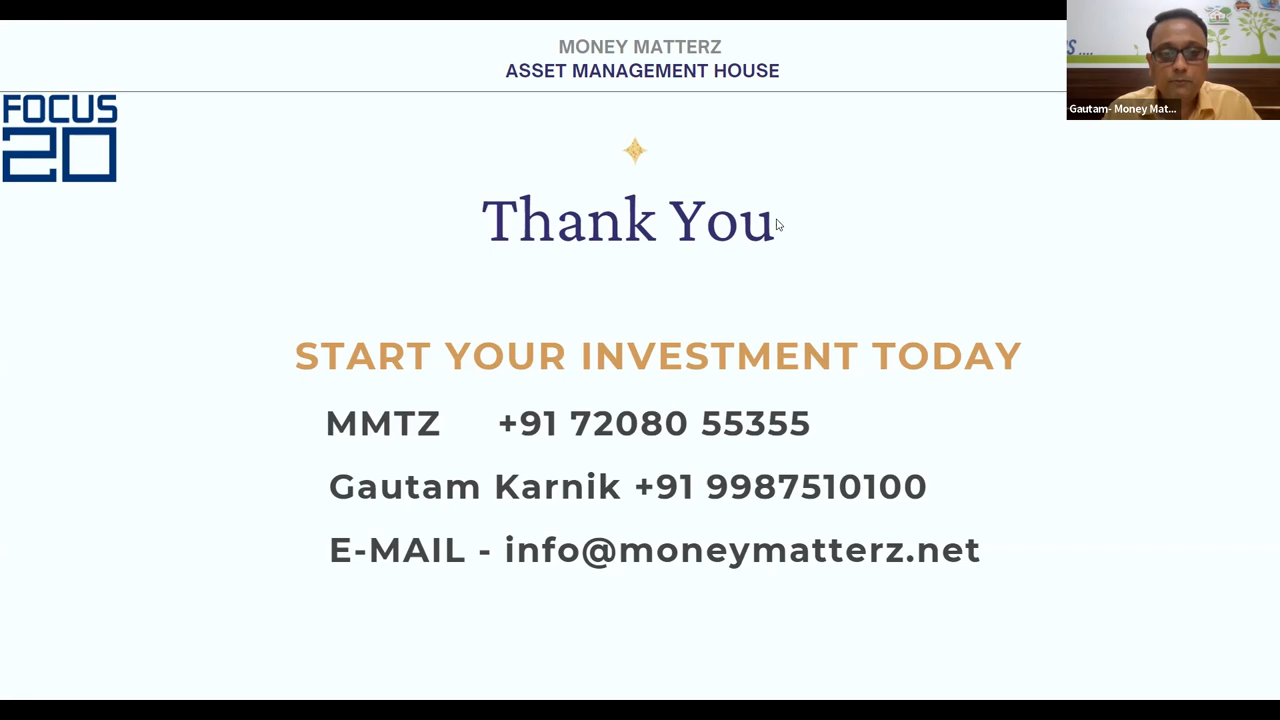 MONEY MATTERZ
ASSET MANAGEMENT HOUSE
s ....
Gautam- Money Mat...
FOCUS
20
Thank You
START YOUR INVESTMENT TODAY
MMTZ +91 72080 55355
Gautam Karnik +91 9987510100
E-MAIL - info@moneymatterz.net